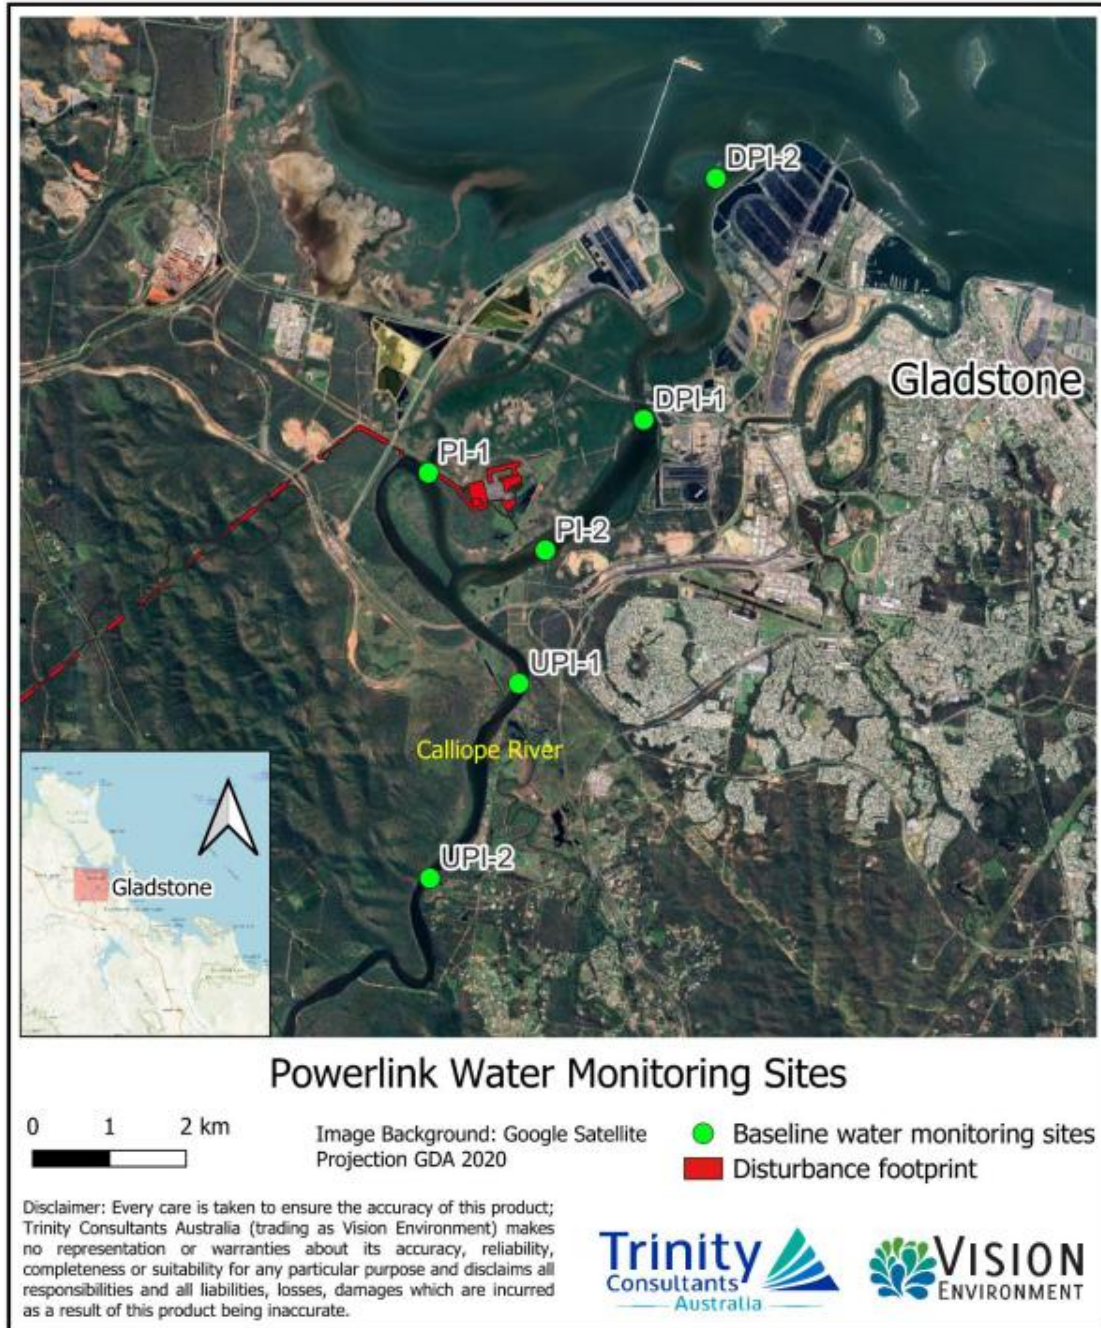 DPI-2
Gladstone
DPI-1
PI-1
PI-2
UPI-1
Calliope River
UPI-2
Gladstone
Powerlink Water Monitoring Sites
0 1 2 km
Image Background: Google Satellite
Projection GDA 2020
Baseline water monitoring sites
Disturbance footprint
Disclaimer: Every care is taken to ensure the accuracy of this product;
Trinity Consultants Australia (trading as Vision Environment) makes
no representation or warranties about its accuracy, reliability,
completeness or suitability for any particular purpose and disclaims all
responsibilities and all liabilities, losses, damages which are incurred
as a result of this product being inaccurate.
Trinity
Consultants
Australia
VISION
ENVIRONMENT